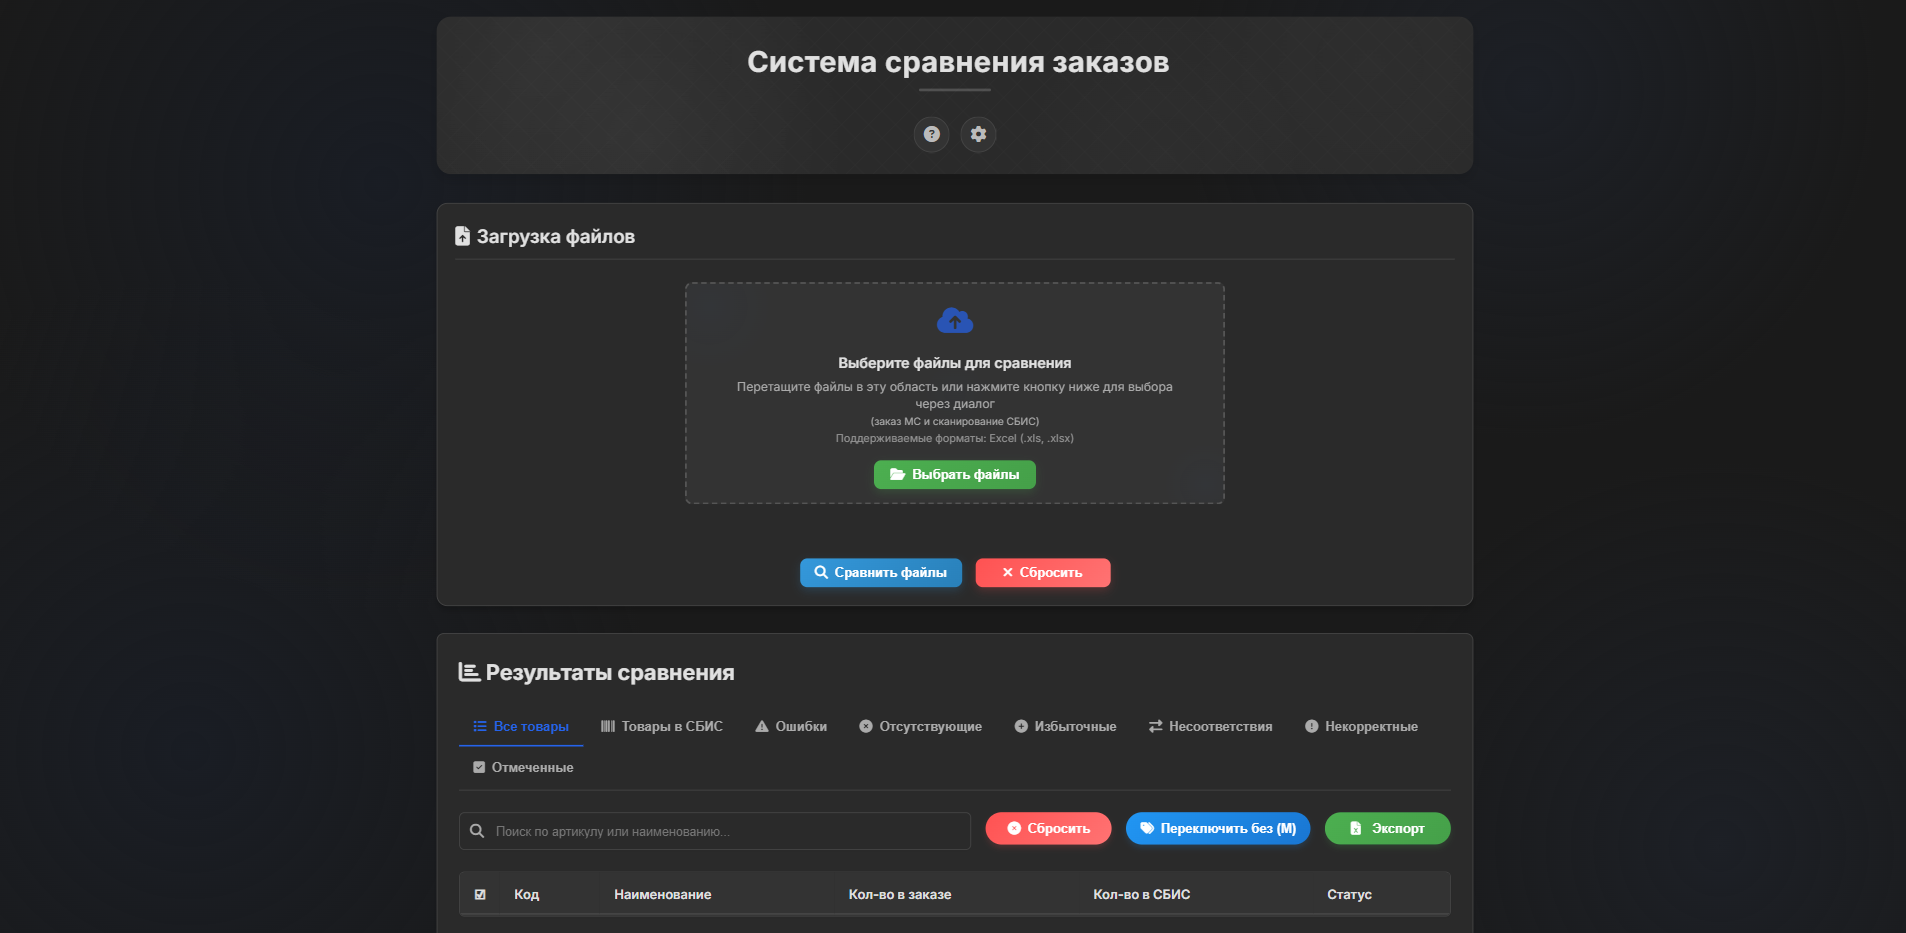 Система сравнения заказов
Загрузка файлов
Выберите файлы для сравнения
Перетащите файлы в эту область или нажмите кнопку ниже для выбора
через диалог
(заказ МС и сканирование СБИС)
Поддерживаемые форматы: Excel (.xls, .xlsx)
Выбрать файлы
Сравнить файлы
Сбросить
Результаты сравнения
Все товары
Товары в СБИС
Ошибки
Отсутствующие
Избыточные
Несоответствия
Некорректные
Отмеченные
Поиск по артикулу или наименованию...
Сбросить
Переключить без (М)
Экспорт
Код
Наименование
Кол-во в заказе
Кол-во в СБИС
Статус